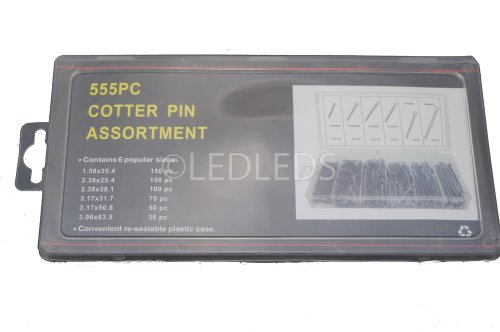 555PC
COTTER PIN
ASSORTMENT
• Contains 6 popular sizes:
1.58x25.4 150 pc
2.38x25.4 150 pc
2.38x38.1 100 pc
3.17x31.7 75 pc
3.17x50.8 50 pc
3.96x63.5 30 pc
• Convenient re-sealable plastic case.
©LEDLEDS